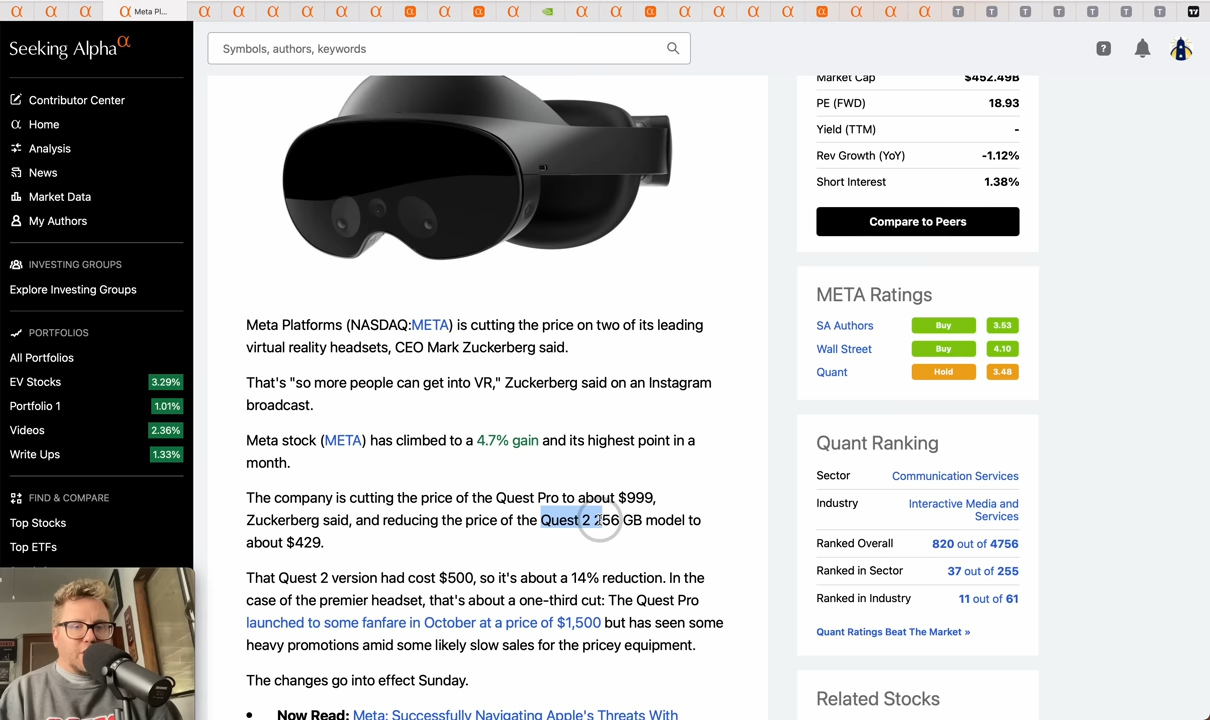 Meta Pl...
T
T
T
T
T
T
T
Seeking Alpha α
Symbols, authors, keywords
?
Contributor Center
Home
Analysis
News
Market Data
My Authors
INVESTING GROUPS
Explore Investing Groups
PORTFOLIOS
All Portfolios
EV Stocks 3.29%
Portfolio 1 1.01%
Videos 2.36%
Write Ups 1.33%
FIND & COMPARE
Top Stocks
Top ETFs
Meta Platforms (NASDAQ:META) is cutting the price on two of its leading
virtual reality headsets, CEO Mark Zuckerberg said.
That's "so more people can get into VR," Zuckerberg said on an Instagram
broadcast.
Meta stock (META) has climbed to a 4.7% gain and its highest point in a
month.
The company is cutting the price of the Quest Pro to about $999,
Zuckerberg said, and reducing the price of the Quest 2 256 GB model to
about $429.
That Quest 2 version had cost $500, so it's about a 14% reduction. In the
case of the premier headset, that's about a one-third cut: The Quest Pro
launched to some fanfare in October at a price of $1,500 but has seen some
heavy promotions amid some likely slow sales for the pricey equipment.
The changes go into effect Sunday.
• Now Read: Meta: Successfully Navigating Apple's Threats With
Market Cap $452.49B
PE (FWD) 18.93
Yield (TTM) -
Rev Growth (YoY) -1.12%
Short Interest 1.38%
Compare to Peers
META Ratings
SA Authors Buy 3.53
Wall Street Buy 4.10
Quant Hold 3.48
Quant Ranking
Sector Communication Services
Industry Interactive Media and
Services
Ranked Overall 820 out of 4756
Ranked in Sector 37 out of 255
Ranked in Industry 11 out of 61
Quant Ratings Beat The Market »
Related Stocks